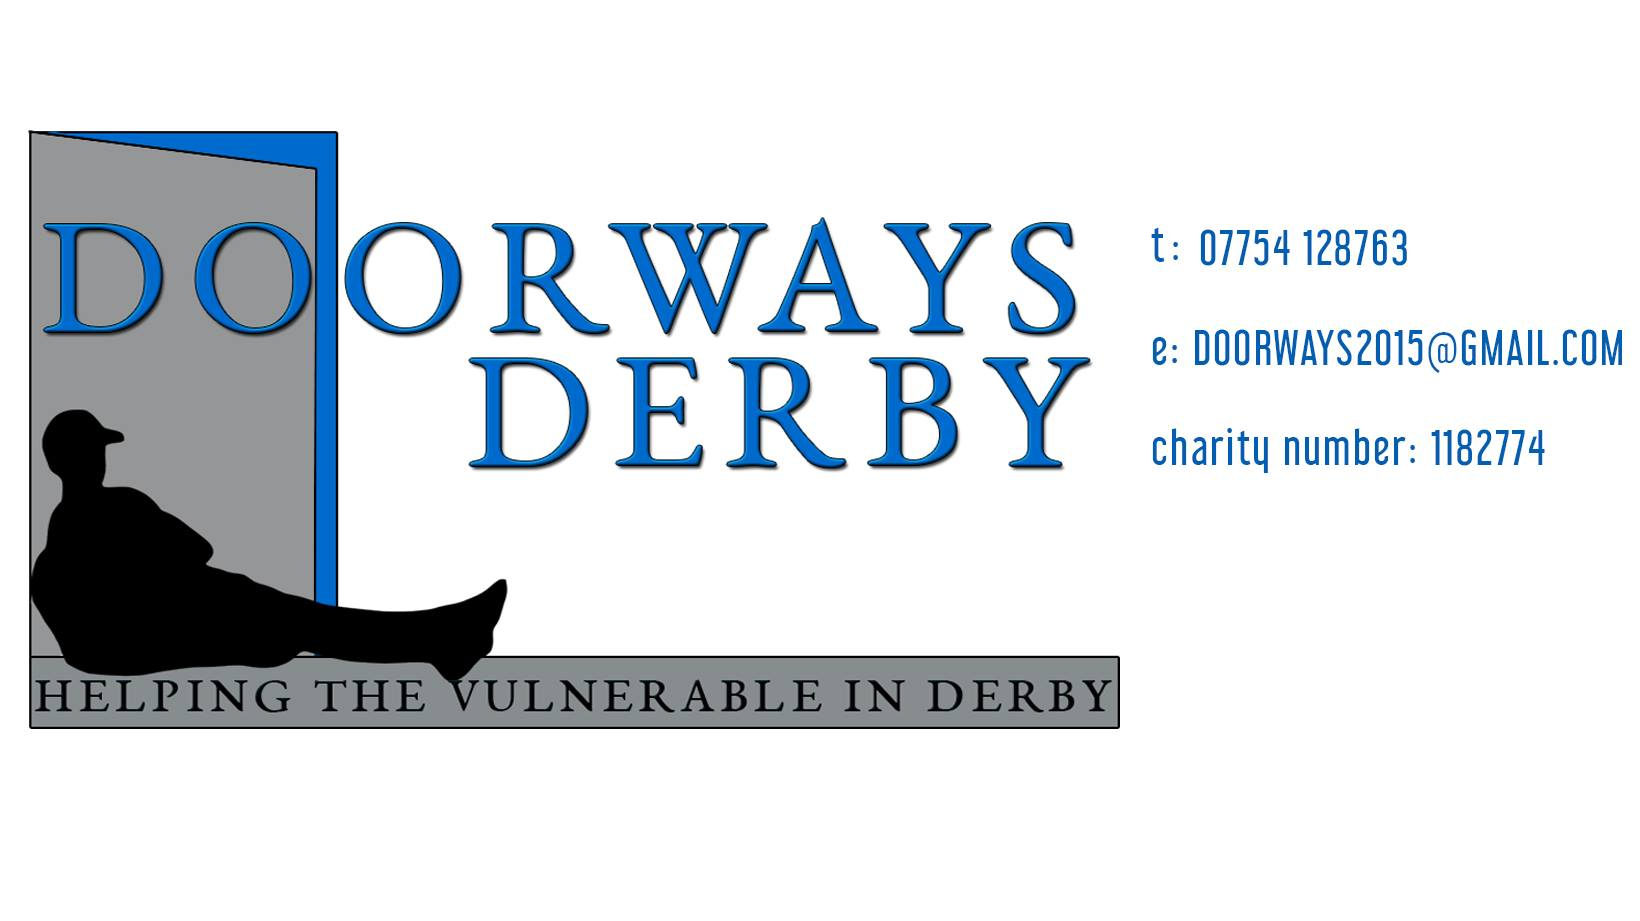 DOORWAYS
DERBY
HELPING THE VULNERABLE IN DERBY
t: 07754 128763
e: DOORWAYS2015@GMAIL.COM
charity number: 1182774